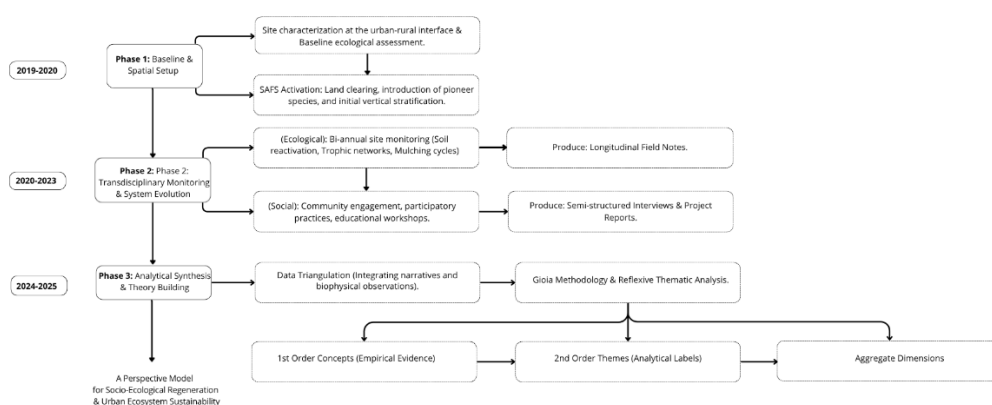 Site characterization at the urban-rural interface &
Baseline ecological assessment.
2019-2020
Phase 1: Baseline &
Spatial Setup
SAFS Activation: Land clearing, introduction of pioneer
species, and initial vertical stratification.
(Ecological): Bi-annual site monitoring (Soil
reactivation, Trophic networks, Mulching cycles)
Produce: Longitudinal Field Notes.
2020-2023
Phase 2: Phase 2:
Transdisciplinary Monitoring
& System Evolution
(Social): Community engagement, participatory
practices, educational workshops.
Produce: Semi-structured Interviews & Project
Reports.
2024-2025
Phase 3: Analytical Synthesis
& Theory Building
Data Triangulation (Integrating narratives and
biophysical observations).
Gioia Methodology & Reflexive Thematic Analysis.
1st Order Concepts (Empirical Evidence)
2nd Order Themes (Analytical Labels)
Aggregate Dimensions
A Perspective Model
for Socio-Ecological Regeneration
& Urban Ecosystem Sustainability